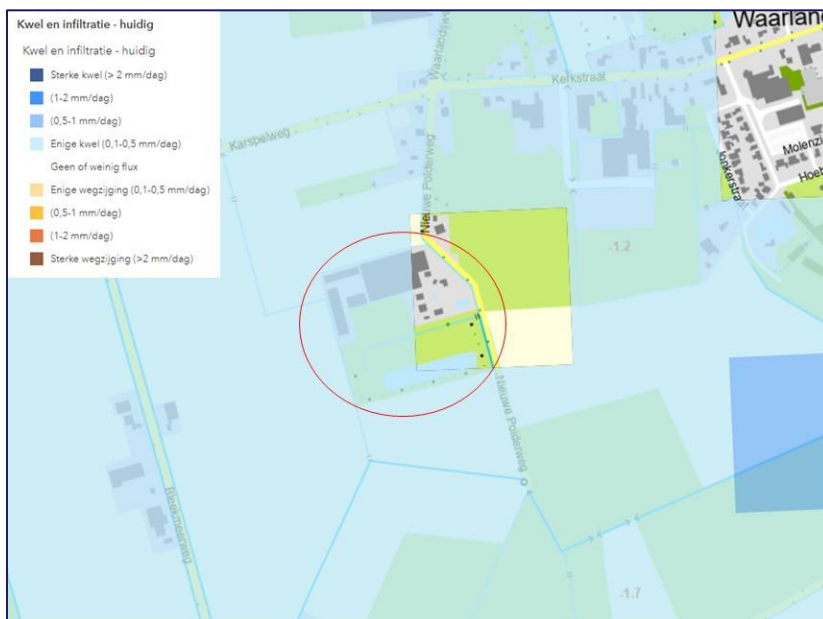 Kwel en infiltratie - huidig
Kwel en infiltratie - huidig
Sterke kwel (> 2 mm/dag)
(1-2 mm/dag)
(0,5-1 mm/dag)
Enige kwel (0,1-0,5 mm/dag)
Geen of weinig flux
Enige wegzijging (0,1-0,5 mm/dag)
(0,5-1 mm/dag)
(1-2 mm/dag)
Sterke wegzijging (>2 mm/dag)
Waarland
Waarlandsweg
Kerkstraat
Karspelweg
Molenzi
Hoeb
Jonkerstraat
Nieuwe Polderweg
-1.2
Nieuwe Polderweg
Bleekmeerweg
-1.7